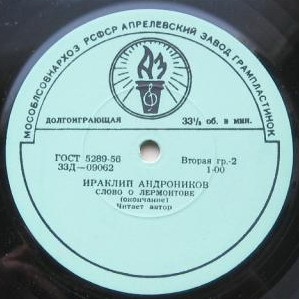 МОСОБЛСОВНАРХОЗ РСФСР АПРЕЛЕВСКИЙ ЗАВОД ГРАМПЛАСТИНОК
ДОЛГОИГРАЮЩАЯ 33⅓ об. в мин.
ГОСТ 5289-56 Вторая гр.-2
33Д—09062 1-00
ИРАКЛИЙ АНДРОНИКОВ
СЛОВО О ЛЕРМОНТОВЕ
(окончание)
Читает автор